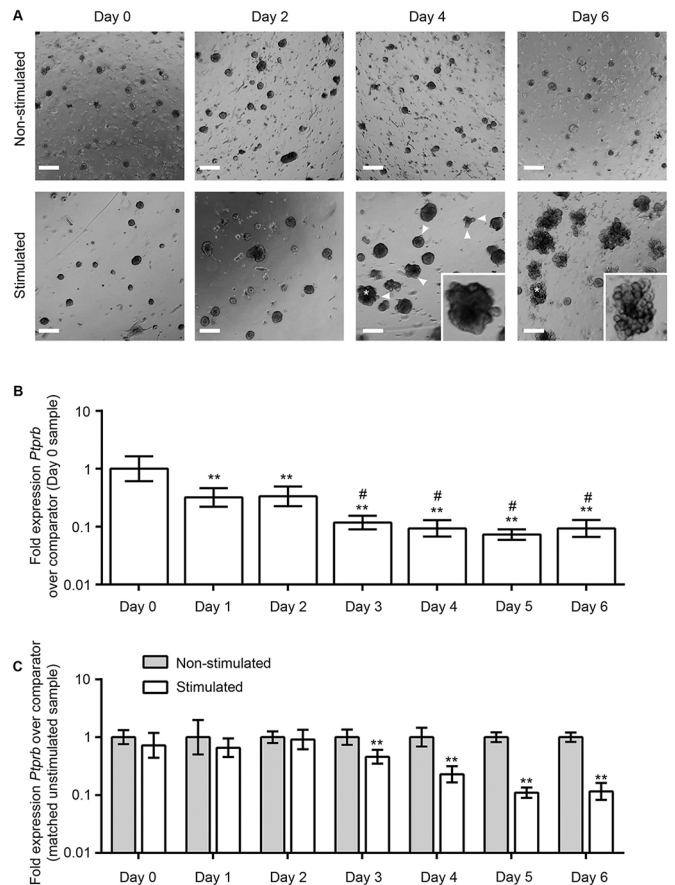 A
Day 0 Day 2 Day 4 Day 6
Non-stimulated
Stimulated
*
*
B
Fold expression Ptprb
over comparator (Day 0 sample)
10
1
0.1
0.01
** **
# # # #
** ** ** **
Day 0 Day 1 Day 2 Day 3 Day 4 Day 5 Day 6
C
Fold expression Ptprb over comparator
(matched unstimulated sample)
Non-stimulated
Stimulated
10
1
0.1
0.01
** ** ** **
Day 0 Day 1 Day 2 Day 3 Day 4 Day 5 Day 6